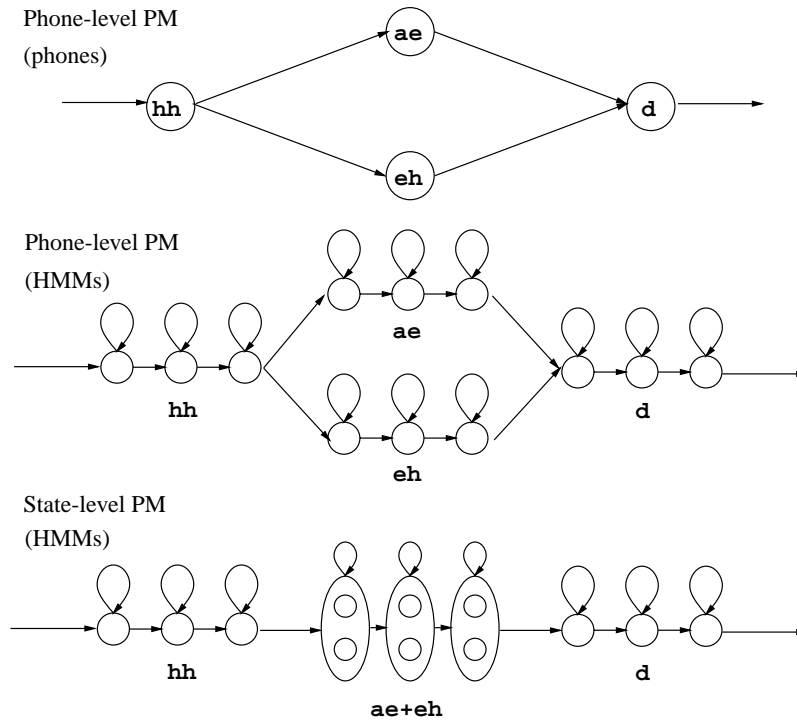 Phone-level PM
(phones)
ae
hh
d
eh
Phone-level PM
(HMMs)
ae
hh
d
eh
State-level PM
(HMMs)
hh
d
ae+eh